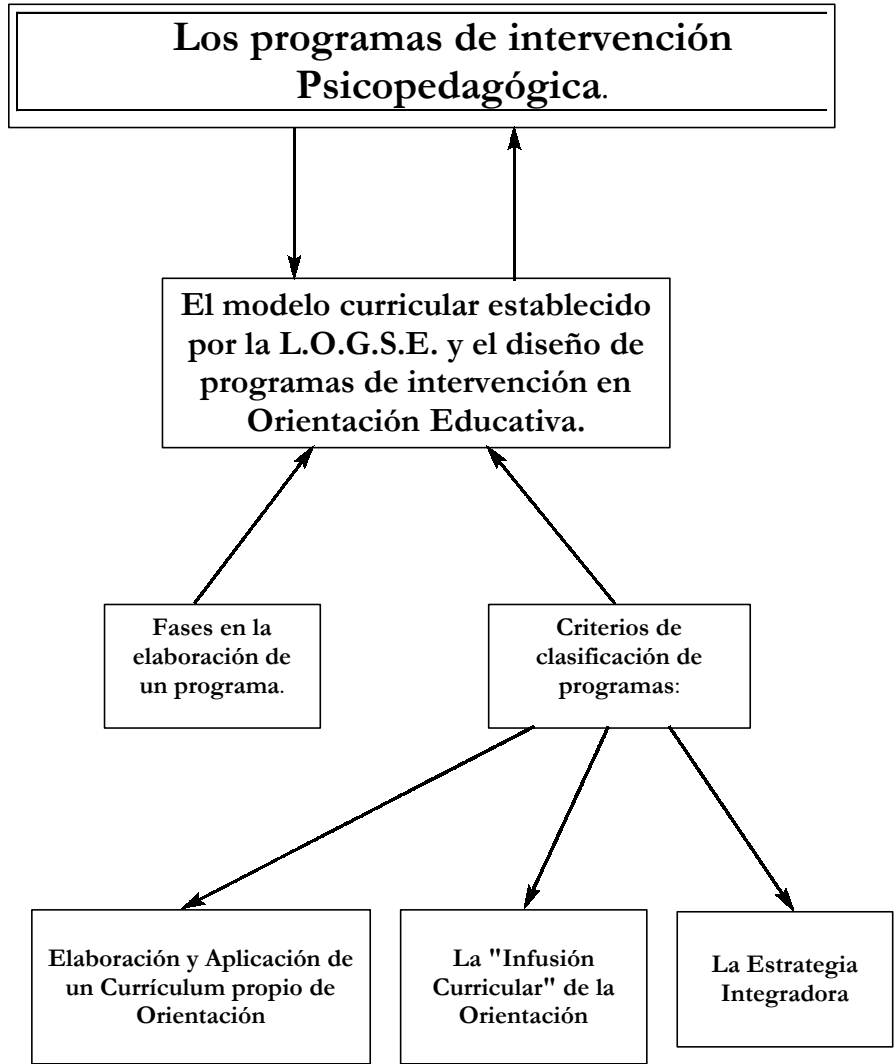 Los programas de intervención
Psicopedagógica.
El modelo curricular establecido
por la L.O.G.S.E. y el diseño de
programas de intervención en
Orientación Educativa.
Fases en la
elaboración de
un programa.
Criterios de
clasificación de
programas:
Elaboración y Aplicación de
un Currículum propio de
Orientación
La "Infusión
Curricular" de la
Orientación
La Estrategia
Integradora